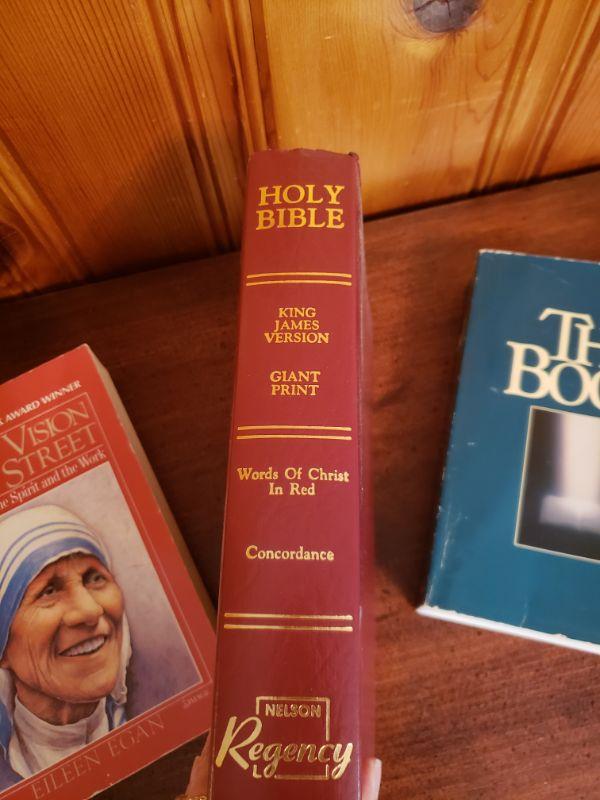 HOLY
BIBLE
KING
JAMES
VERSION
GIANT
PRINT
Words Of Christ
In Red
Concordance
NELSON
Regency
AWARD WINNER
VISION
STREET
the Spirit and the Work
EILEEN EGAN
TH
BOO